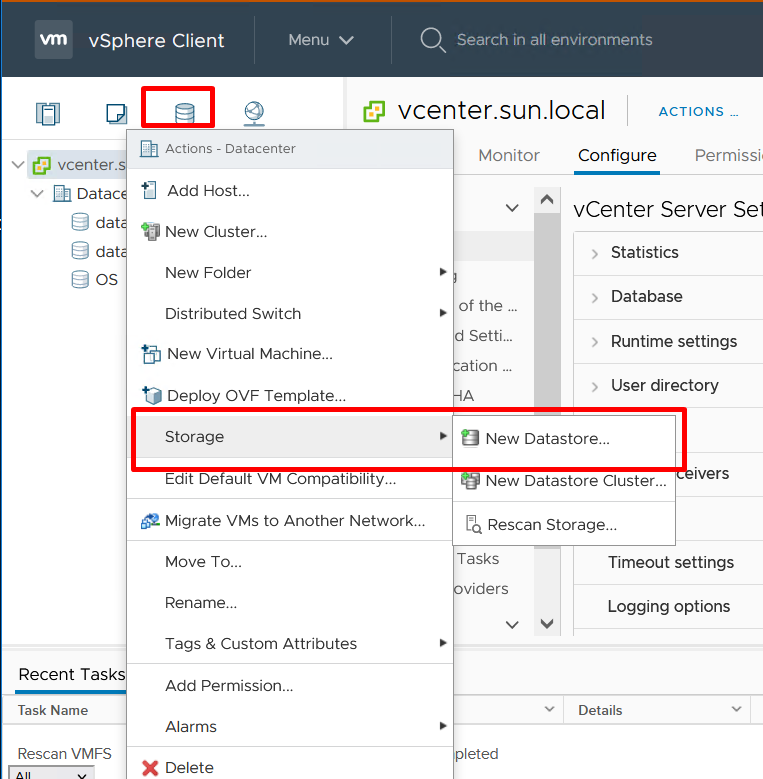 vm vSphere Client Menu Search in all environments
vcenter.sun.local ACTIONS ...
Monitor Configure Permissi
vcenter.s
Datace
data
data
OS
Actions - Datacenter
Add Host...
New Cluster...
New Folder
Distributed Switch
New Virtual Machine...
Deploy OVF Template...
Storage
Edit Default VM Compatibility...
Migrate VMs to Another Network...
Move To...
Rename...
Tags & Custom Attributes
Add Permission...
Alarms
Delete
New Datastore...
New Datastore Cluster...
Rescan Storage...
g
of the ...
d Setti...
cation ...
HA
Tasks
oviders
vCenter Server Set
Statistics
Database
Runtime settings
User directory
ceivers
Timeout settings
Logging options
Recent Tasks
Task Name Details
Rescan VMFS pleted
All